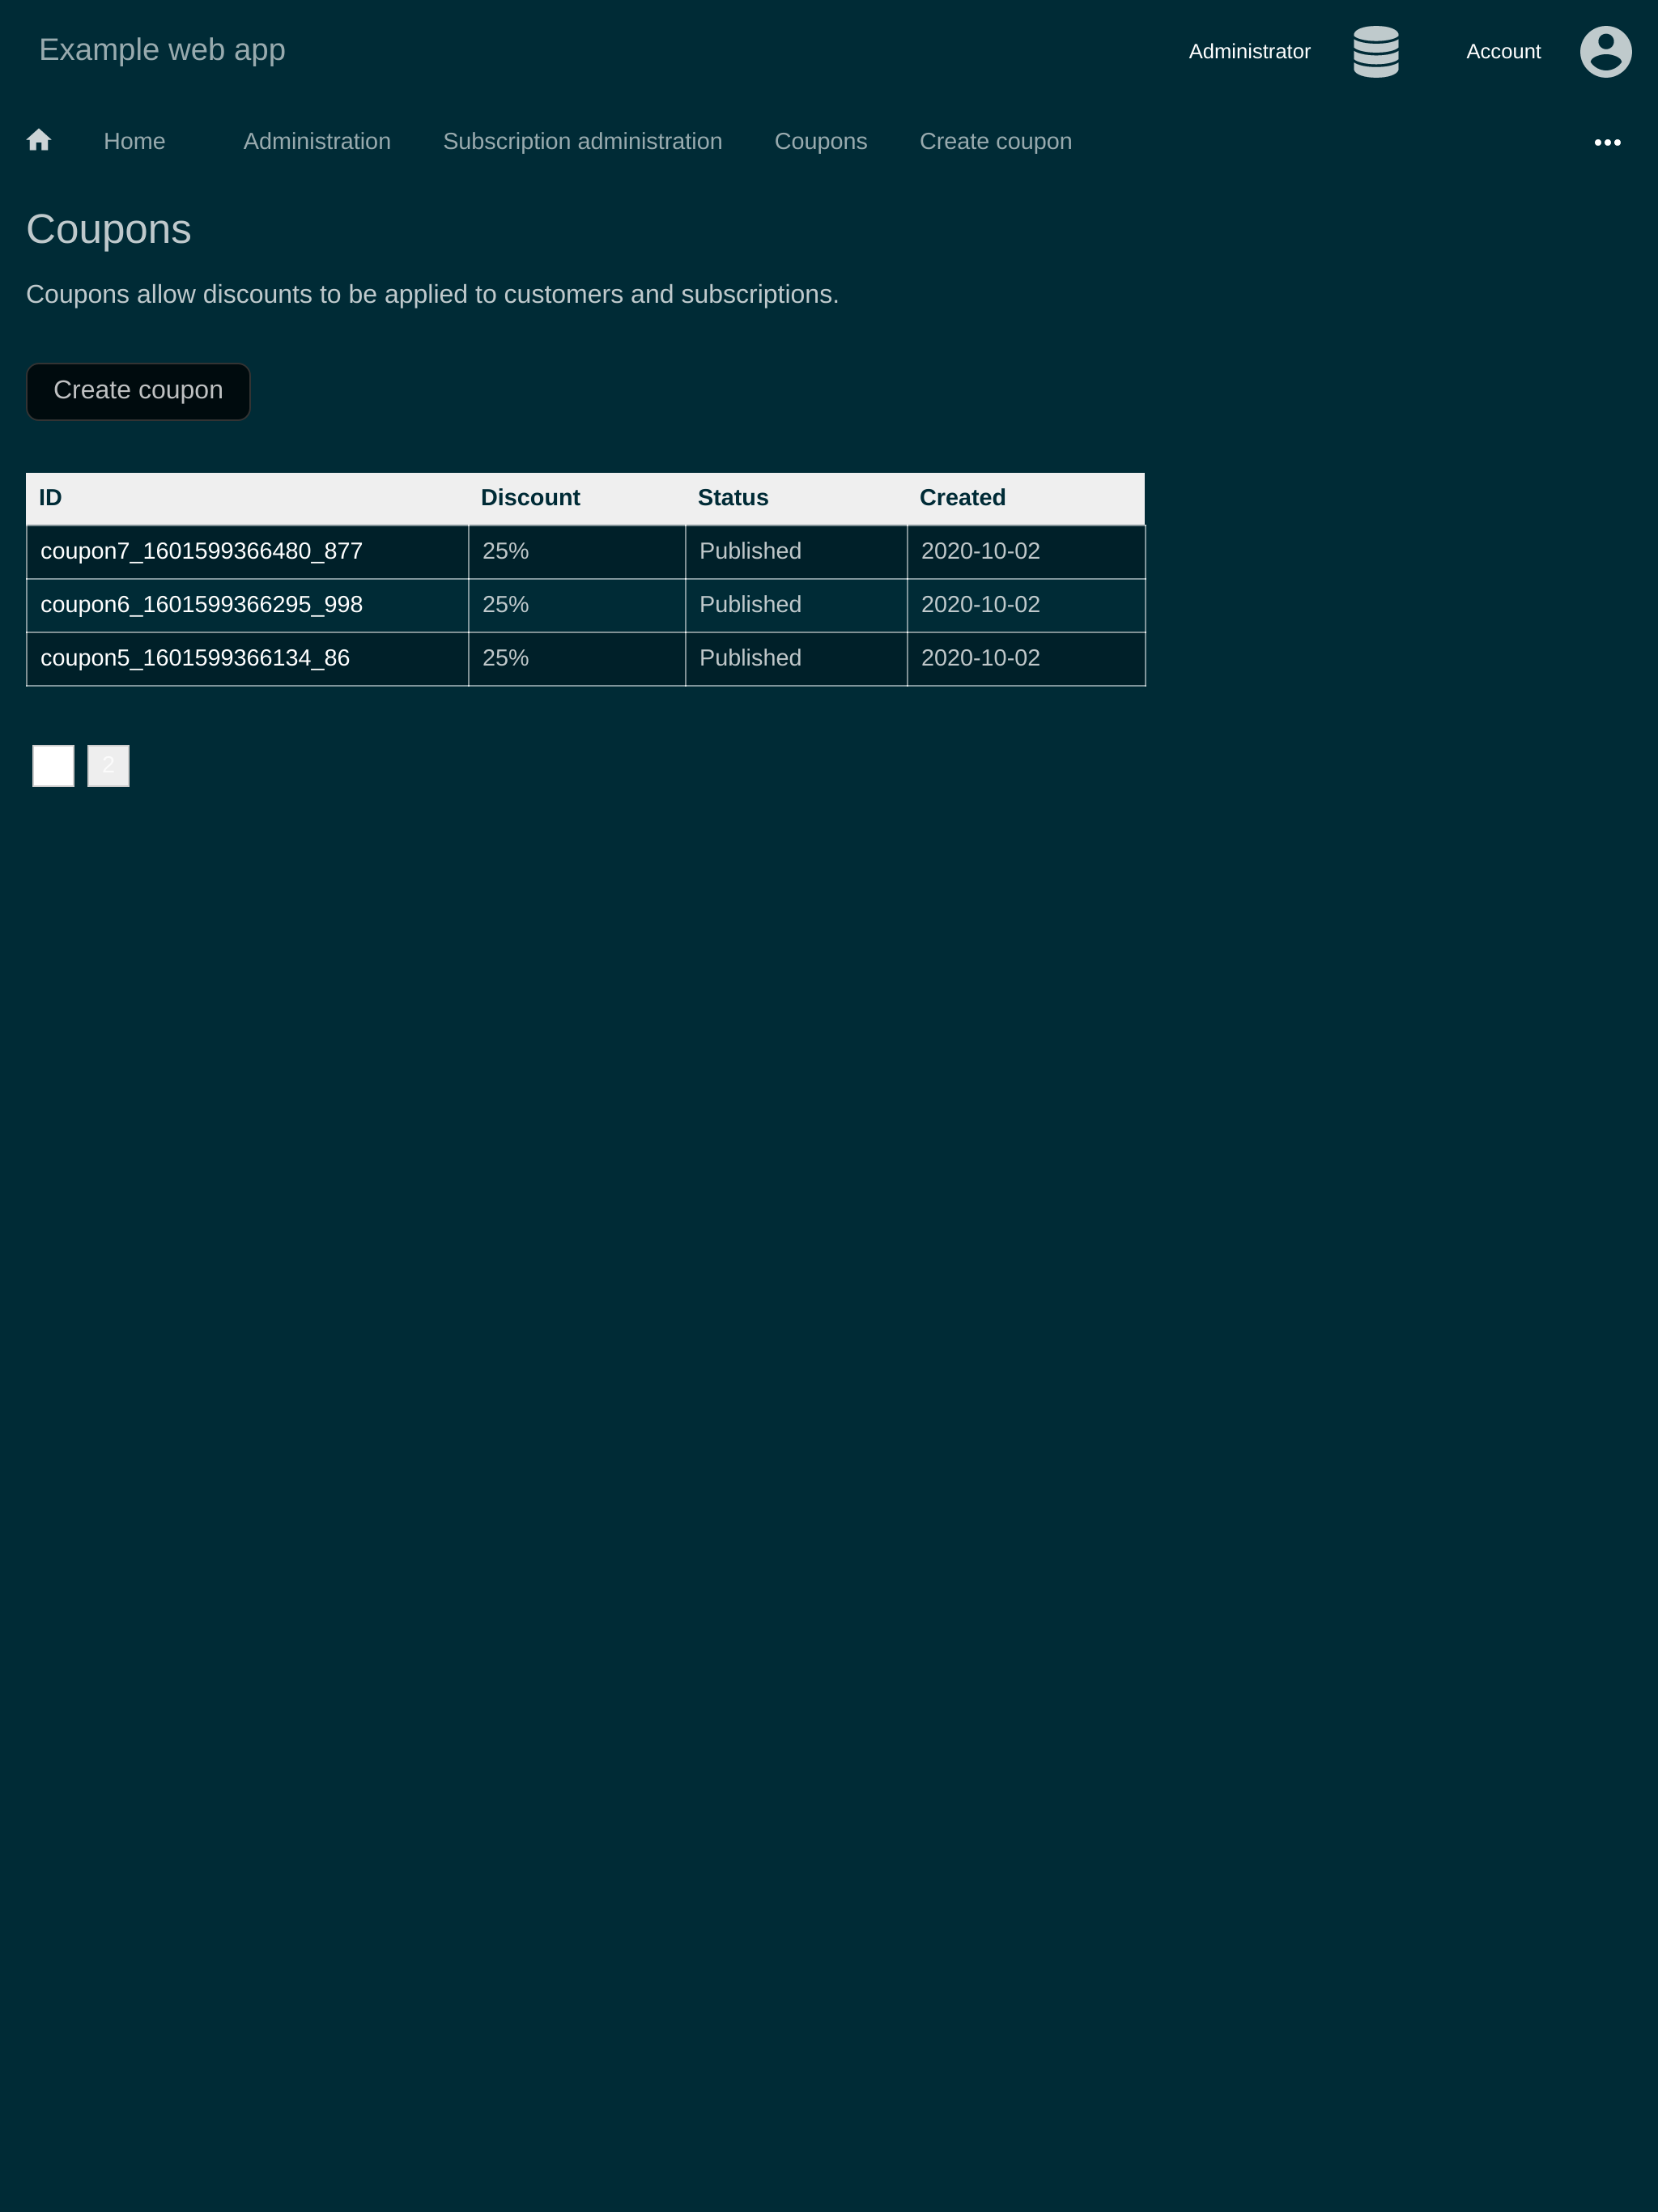 Example web app
Administrator
Account
Home Administration Subscription administration Coupons Create coupon
Coupons
Coupons allow discounts to be applied to customers and subscriptions.
Create coupon
ID Discount Status Created
coupon7_1601599366480_877 25% Published 2020-10-02
coupon6_1601599366295_998 25% Published 2020-10-02
coupon5_1601599366134_86 25% Published 2020-10-02
2